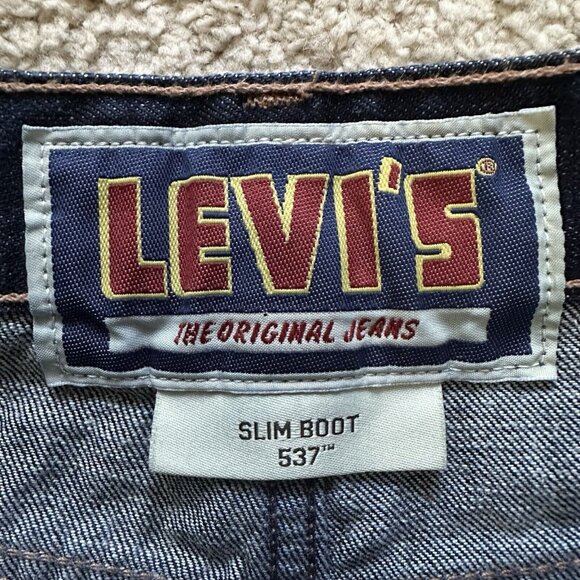 LEVI'S®
THE ORIGINAL JEANS
SLIM BOOT
537™